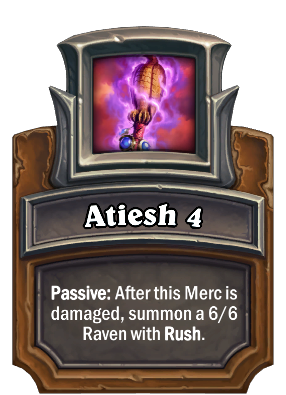 Atiesh 4
Passive: After this Merc is
damaged, summon a 6/6
Raven with Rush.